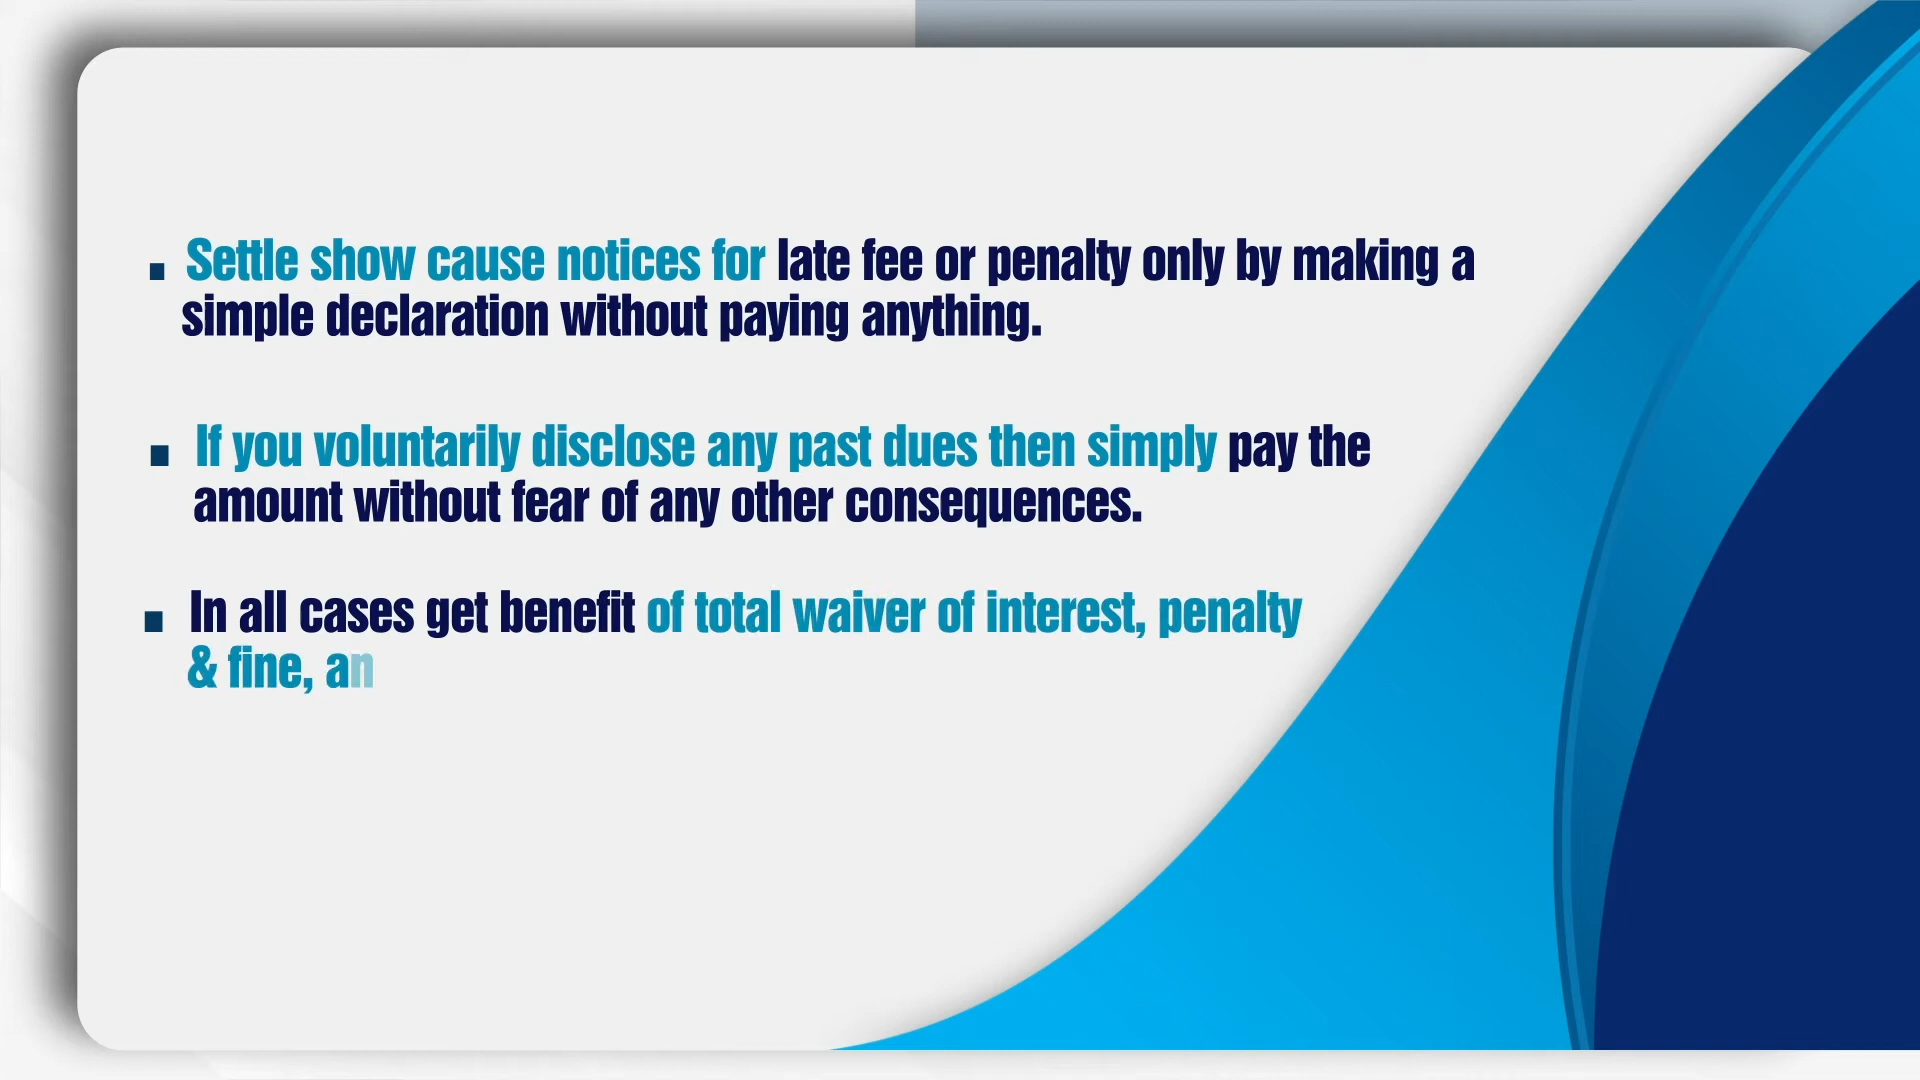 ▪ Settle show cause notices for late fee or penalty only by making a
simple declaration without paying anything.
▪ If you voluntarily disclose any past dues then simply pay the
amount without fear of any other consequences.
▪ In all cases get benefit of total waiver of interest, penalty
& fine, an